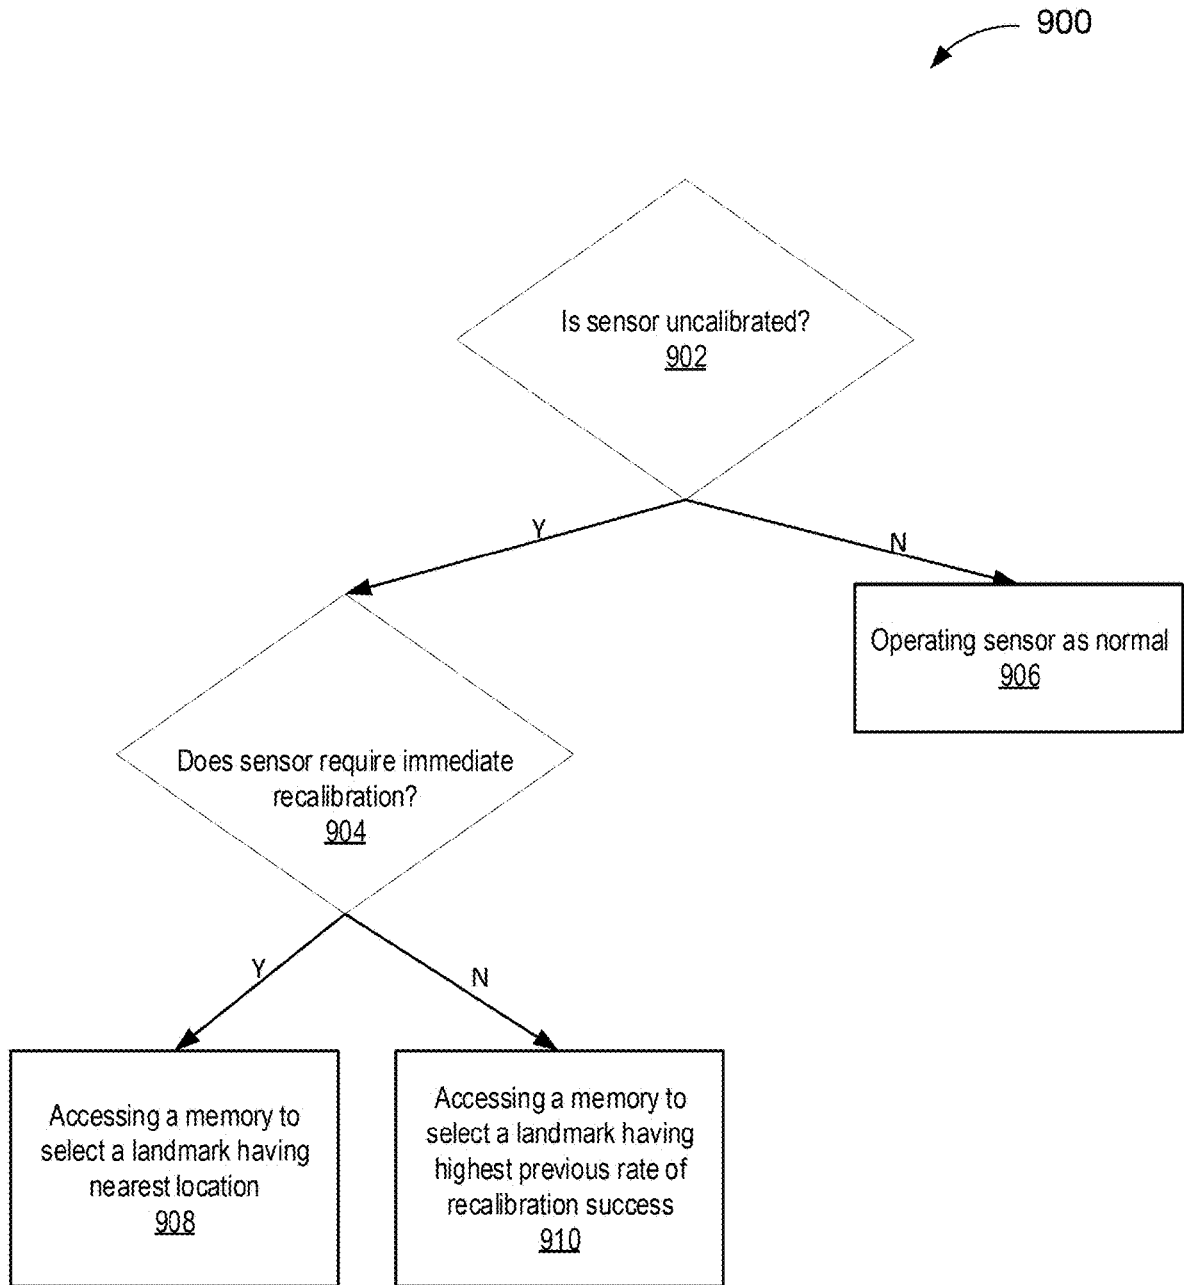 900
Is sensor uncalibrated?
902
Y
N
Operating sensor as normal
906
Does sensor require immediate
recalibration?
904
Y
N
Accessing a memory to
select a landmark having
nearest location
908
Accessing a memory to
select a landmark having
highest previous rate of
recalibration success
910